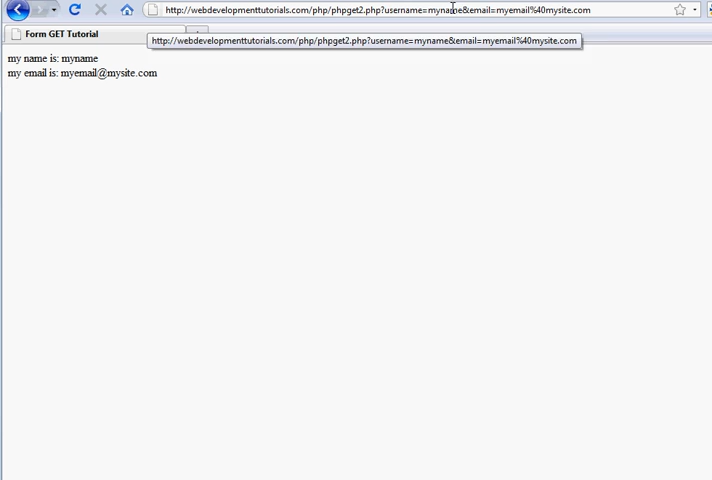 http://webdevelopmenttutorials.com/php/phpget2.php?username=myname&email=myemail%40mysite.com
Form GET Tutorial
http://webdevelopmenttutorials.com/php/phpget2.php?username=myname&email=myemail%40mysite.com
my name is: myname
my email is: myemail@mysite.com